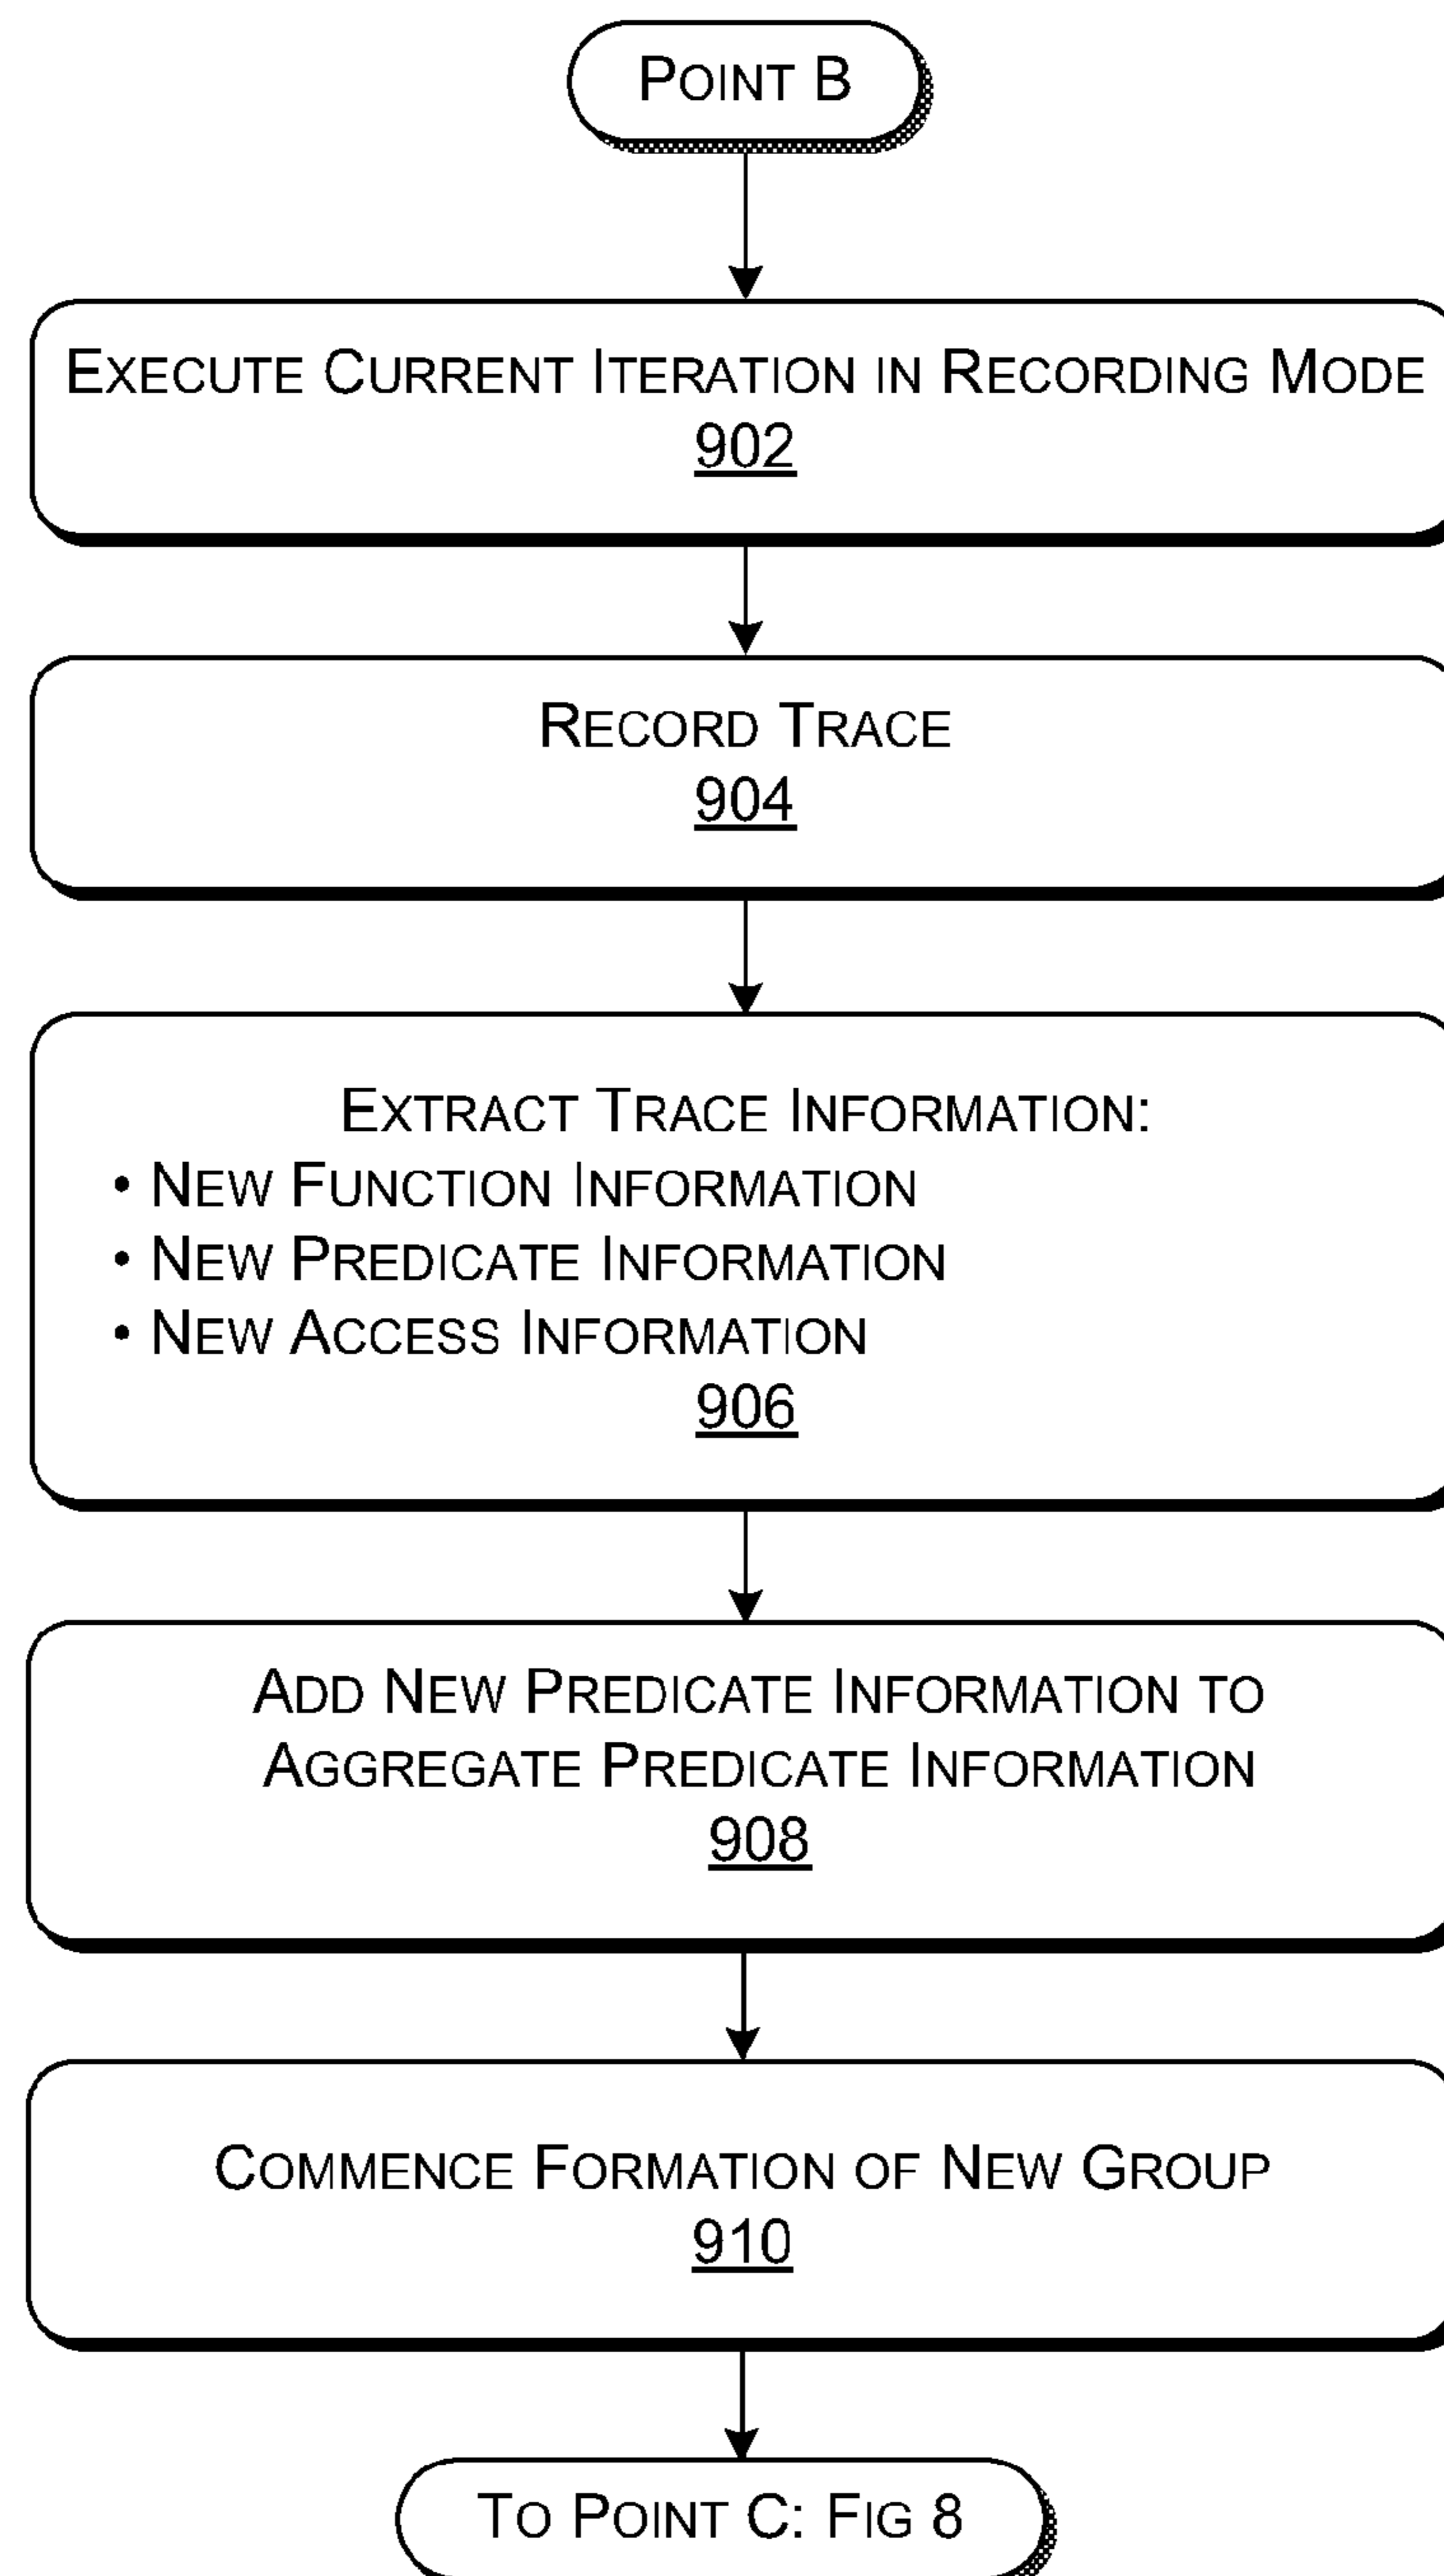 POINT B
EXECUTE CURRENT ITERATION IN RECORDING MODE
902
RECORD TRACE
904
EXTRACT TRACE INFORMATION:
• NEW FUNCTION INFORMATION
• NEW PREDICATE INFORMATION
• NEW ACCESS INFORMATION
906
ADD NEW PREDICATE INFORMATION TO
AGGREGATE PREDICATE INFORMATION
908
COMMENCE FORMATION OF NEW GROUP
910
TO POINT C: FIG 8